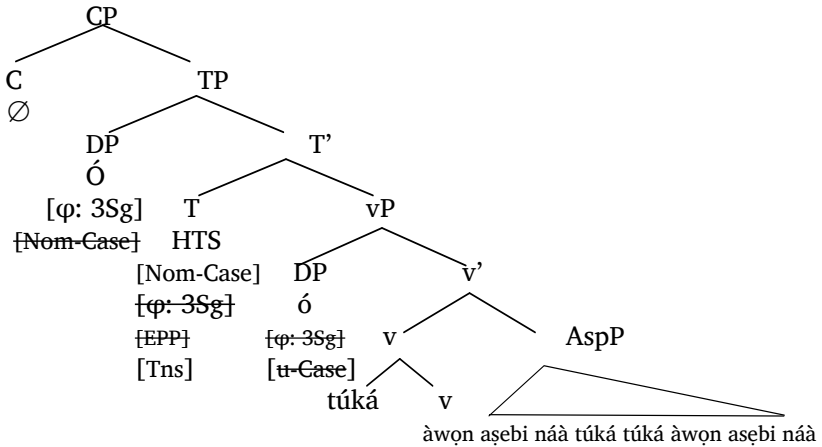 CP
C TP
∅
DP T’
Ó
[φ: 3Sg] T vP
[Nom-Case] HTS
[Nom-Case] DP v’
[φ: 3Sg] ó
[EPP] [φ: 3Sg] v AspP
[Tns] [u-Case]
túká v
àwọn aṣebi náà túká túká àwọn asẹbi náà